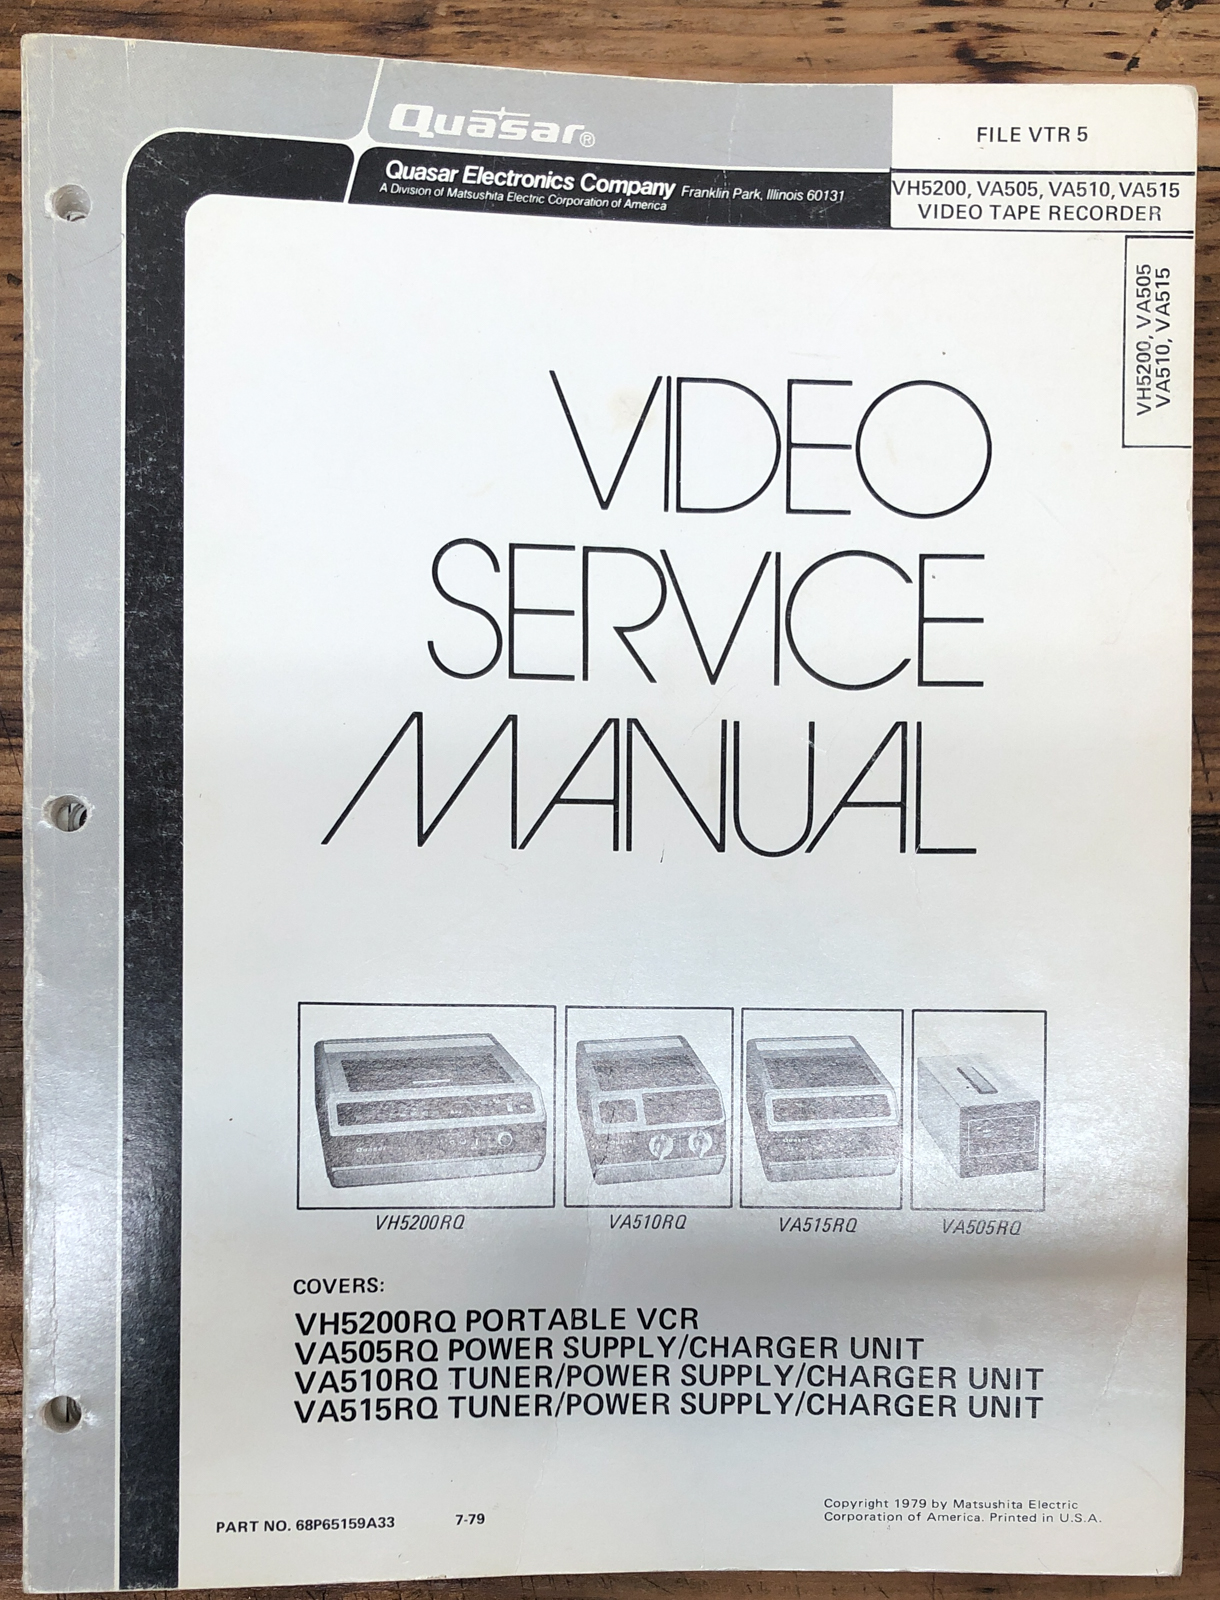 Quasar®
Quasar Electronics Company Franklin Park, Illinois 60131
A Division of Matsushita Electric Corporation of America
FILE VTR 5
VH5200, VA505, VA510, VA515
VIDEO TAPE RECORDER
VH5200, VA505
VA510, VA515
VIDEO
SERVICE
MANUAL
Quasar
Quasar
VH5200RQ
VA510RQ
VA515RQ
VA505RQ
COVERS:
VH5200RQ PORTABLE VCR
VA505RQ POWER SUPPLY/CHARGER UNIT
VA510RQ TUNER/POWER SUPPLY/CHARGER UNIT
VA515RQ TUNER/POWER SUPPLY/CHARGER UNIT
PART NO. 68P65159A33
7-79
Copyright 1979 by Matsushita Electric
Corporation of America. Printed in U.S.A.